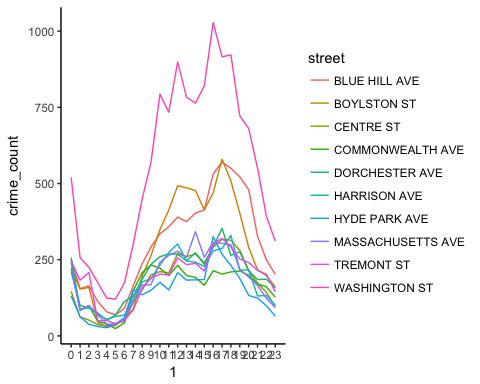 crime_count
1000
750
500
250
0
0 1 2 3 4 5 6 7 8 9 10 11 12 13 14 15 16 17 18 19 20 21 22 23
1
street
BLUE HILL AVE
BOYLSTON ST
CENTRE ST
COMMONWEALTH AVE
DORCHESTER AVE
HARRISON AVE
HYDE PARK AVE
MASSACHUSETTS AVE
TREMONT ST
WASHINGTON ST